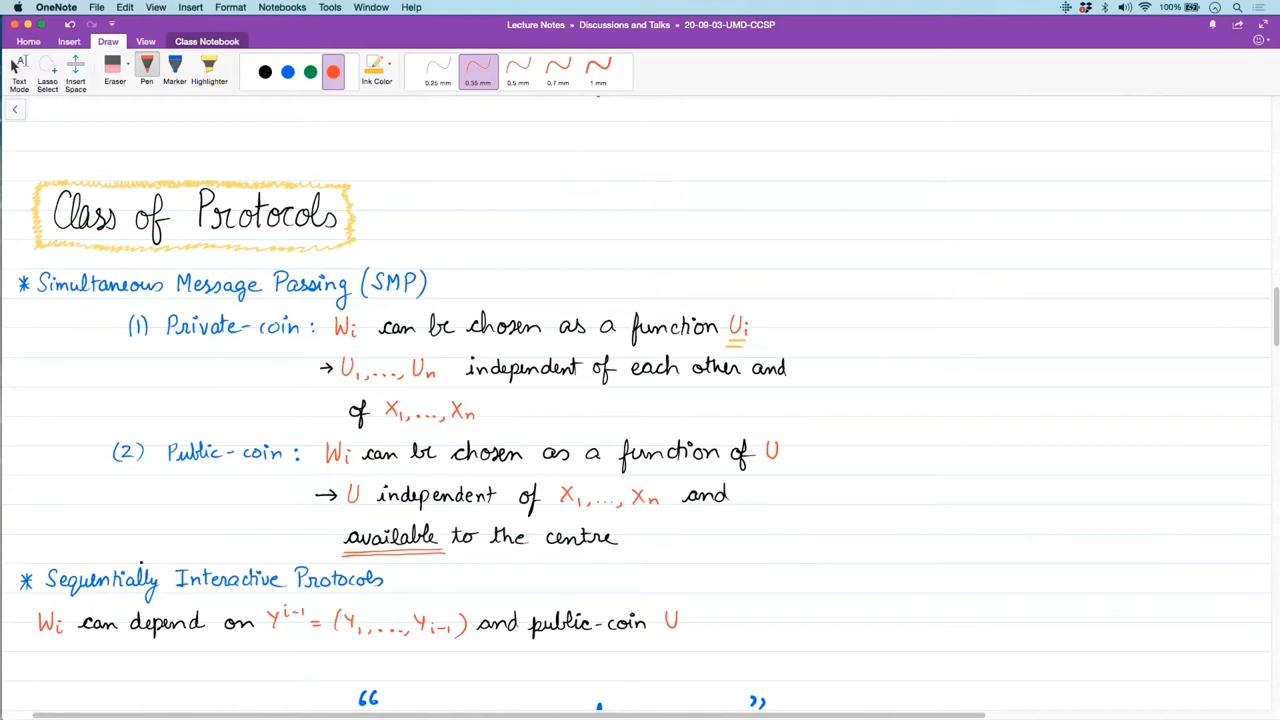 OneNote File Edit View Insert Format Notebooks Tools Window Help 100%
Lecture Notes » Discussions and Talks » 20-09-03-UMD-CCSP
Home Insert Draw View Class Notebook
Text Mode Lasso Select Insert Space Eraser Pen Marker Highlighter Ink Color 0.25 mm 0.35 mm 0.5 mm 0.7 mm 1 mm
Class of Protocols
* Simultaneous Message Passing (SMP)
(1) Private-coin : Wi can be chosen as a function Ui
→ U1,..., Un independent of each other and
of X1,..., Xn
(2) Public-coin : Wi can be chosen as a function of U
→ U independent of X1,..., Xn and
available to the centre
* Sequentially Interactive Protocols
Wi can depend on Y^{i-1} = (Y1,..., Yi-1) and public-coin U